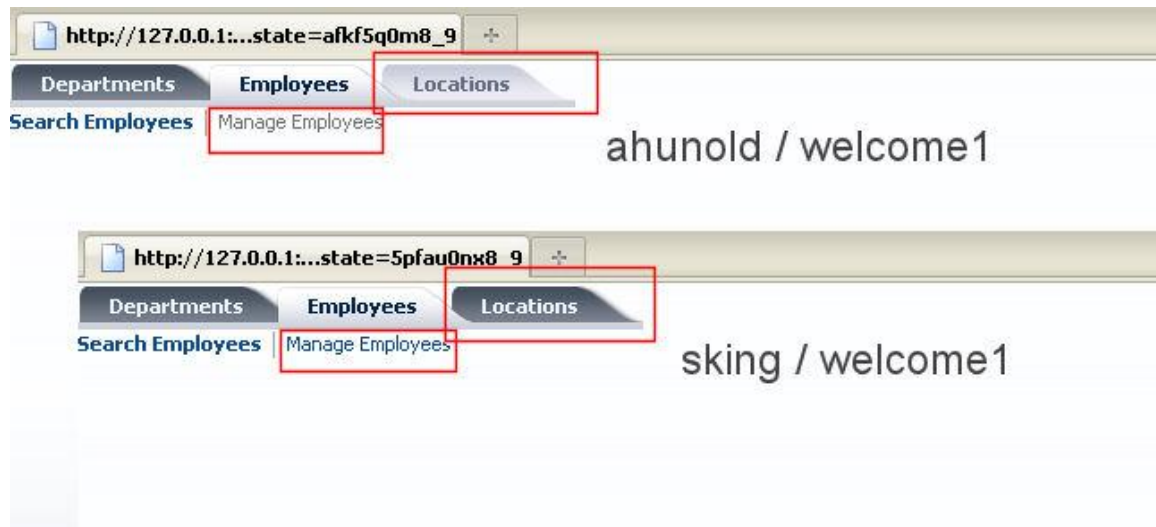 http://127.0.0.1:...state=afkf5q0m8_9
Departments Employees Locations
Search Employees | Manage Employees
ahunold / welcome1
http://127.0.0.1:...state=5pfau0nx8_9
Departments Employees Locations
Search Employees | Manage Employees
sking / welcome1